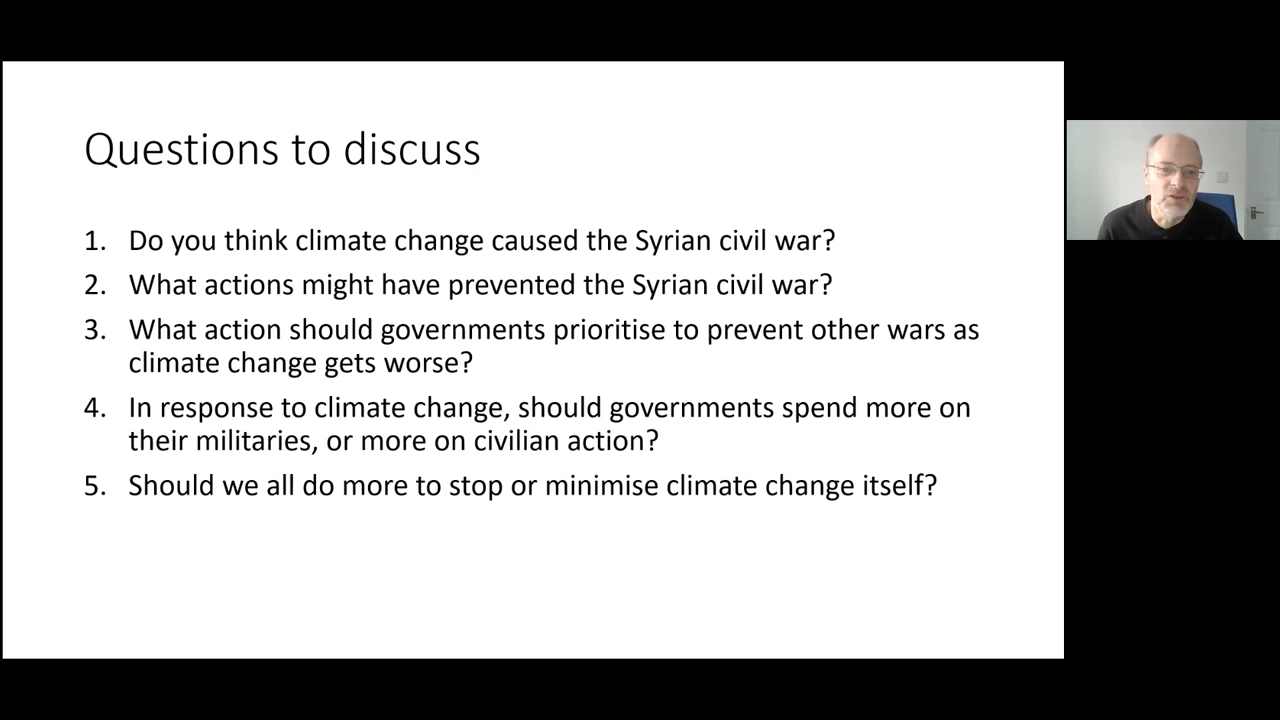 Questions to discuss
1. Do you think climate change caused the Syrian civil war?
2. What actions might have prevented the Syrian civil war?
3. What action should governments prioritise to prevent other wars as
climate change gets worse?
4. In response to climate change, should governments spend more on
their militaries, or more on civilian action?
5. Should we all do more to stop or minimise climate change itself?